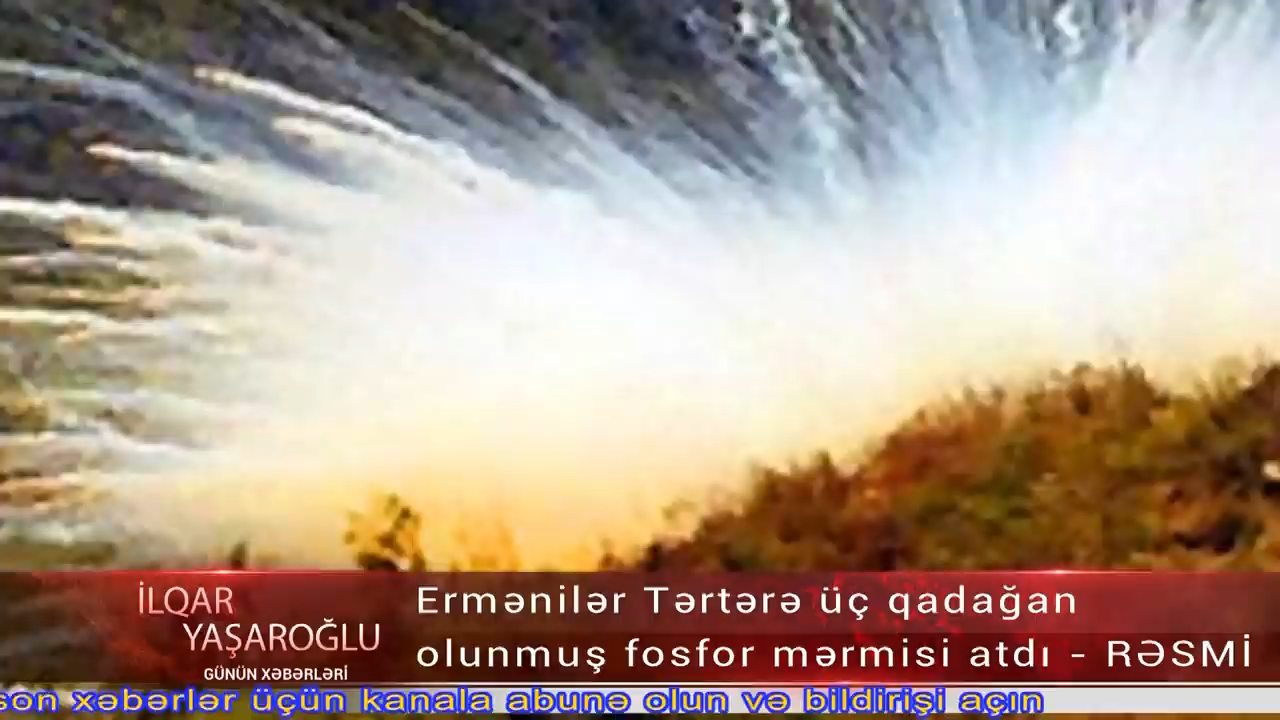 İLQAR
YAŞAROĞLU
GÜNÜN XƏBƏRLƏRİ
Ermənilər Tərtərə üç qadağan
olunmuş fosfor mərmisi atdı - RƏSMİ
son xəbərlər üçün kanala abunə olun və bildirişi açın